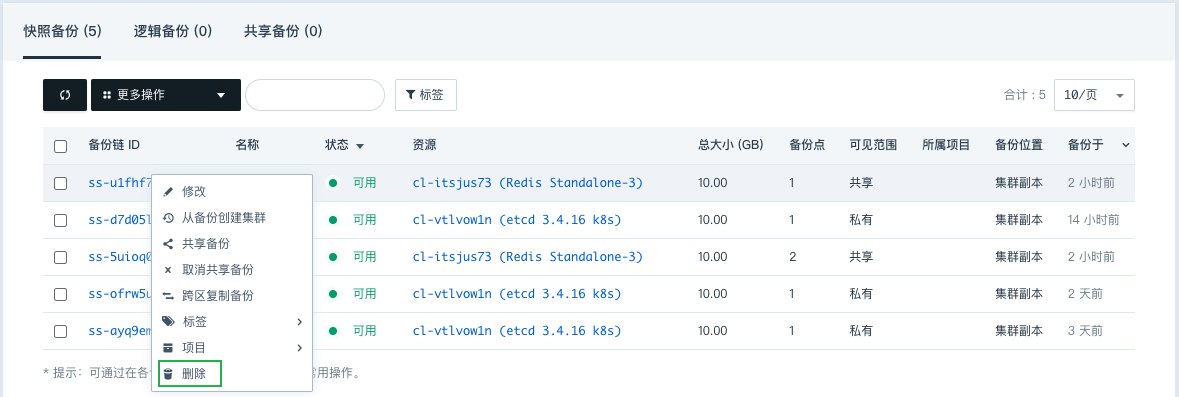 快照备份 (5) 逻辑备份 (0) 共享备份 (0)
更多操作 标签 合计 : 5 10/页
备份链 ID 名称 状态 资源 总大小 (GB) 备份点 可见范围 所属项目 备份位置 备份于
ss-u1fhf7 可用 cl-itsjus73 (Redis Standalone-3) 10.00 1 共享 集群副本 2 小时前
ss-d7d05l 可用 cl-vtlvow1n (etcd 3.4.16 k8s) 10.00 1 私有 集群副本 14 小时前
ss-5uioq0 可用 cl-itsjus73 (Redis Standalone-3) 10.00 2 共享 集群副本 2 小时前
ss-ofrw5u 可用 cl-vtlvow1n (etcd 3.4.16 k8s) 10.00 1 私有 集群副本 2 天前
ss-ayq9em 可用 cl-vtlvow1n (etcd 3.4.16 k8s) 10.00 1 私有 集群副本 3 天前
* 提示：可通过在各 常用操作。
修改
从备份创建集群
共享备份
取消共享备份
跨区复制备份
标签
项目
删除